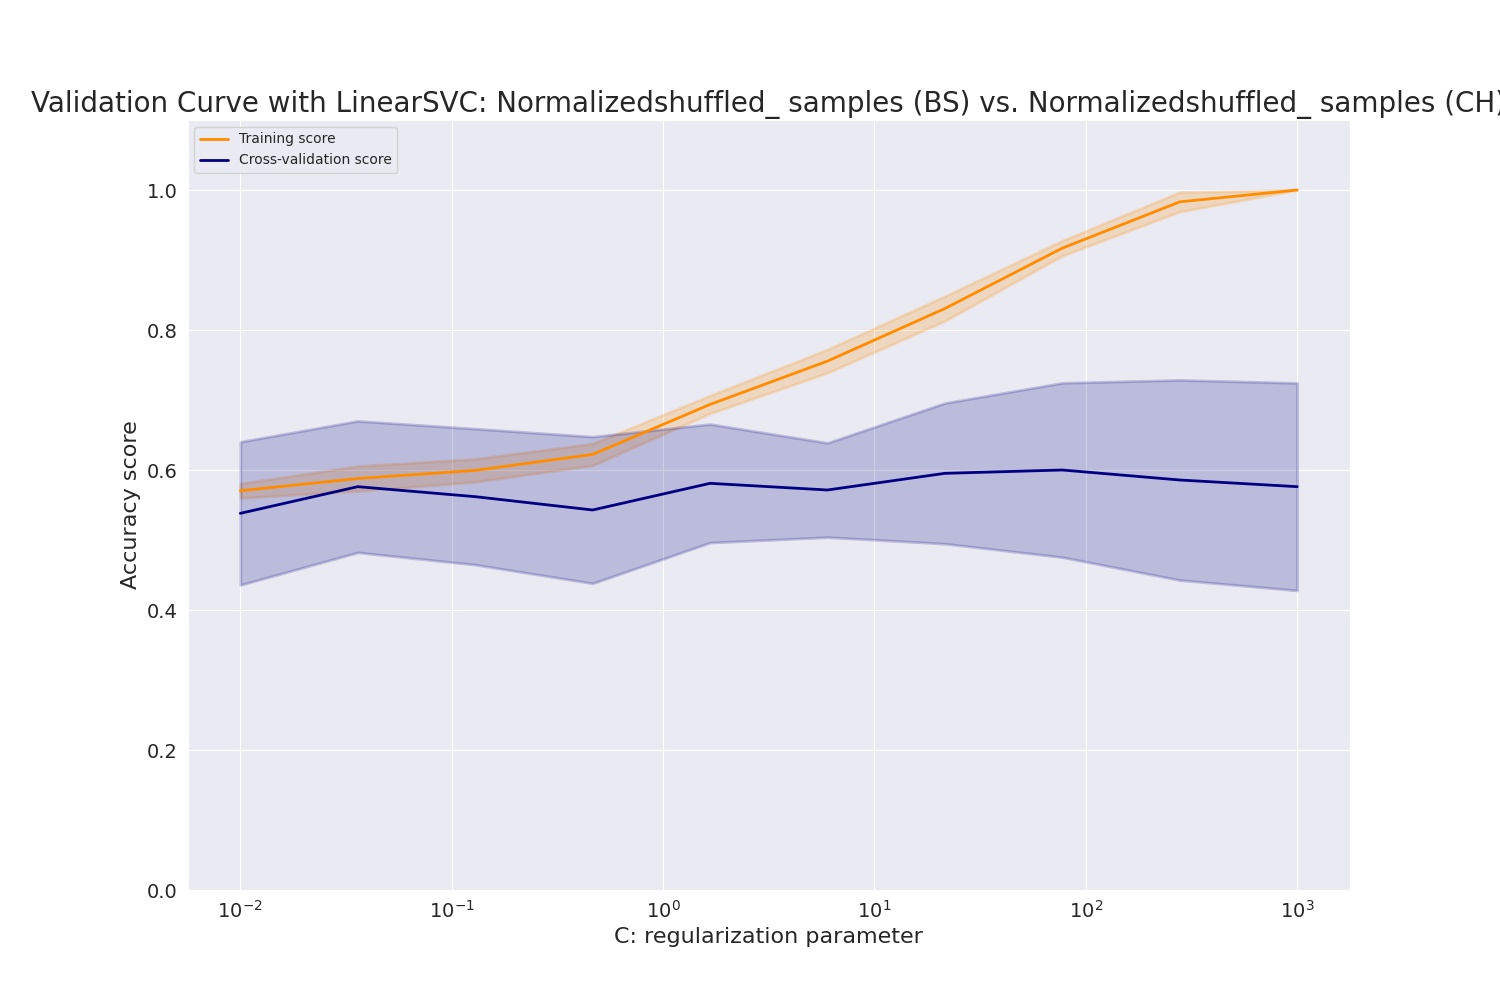 Validation Curve with LinearSVC: Normalizedshuffled_ samples (BS) vs. Normalizedshuffled_ samples (CH)
Training score
Cross-validation score
1.0
0.8
0.6
0.4
0.2
0.0
Accuracy score
10⁻² 10⁻¹ 10⁰ 10¹ 10² 10³
C: regularization parameter